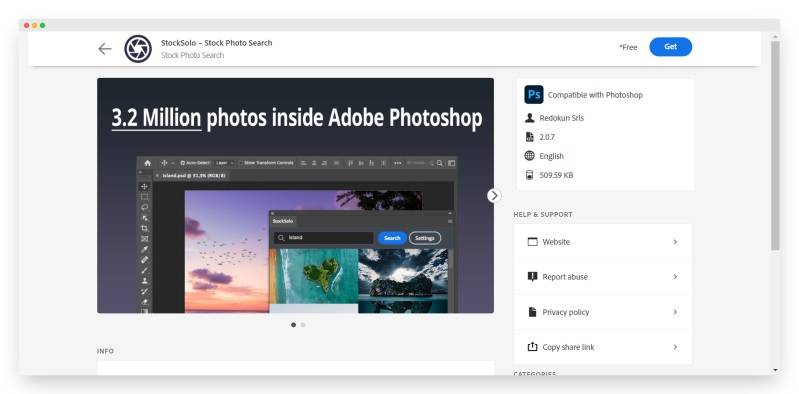 StockSolo – Stock Photo Search
Stock Photo Search
*Free
Get
3.2 Million photos inside Adobe Photoshop
Auto-Select: Layer Show Transform Controls
× island.psd @ 31,3% (RGB/8)
StockSolo
island
Search
Settings
INFO
Ps Compatible with Photoshop
Redokun Srls
2.0.7
English
509.59 KB
HELP & SUPPORT
Website
Report abuse
Privacy policy
Copy share link
CATEGORIES